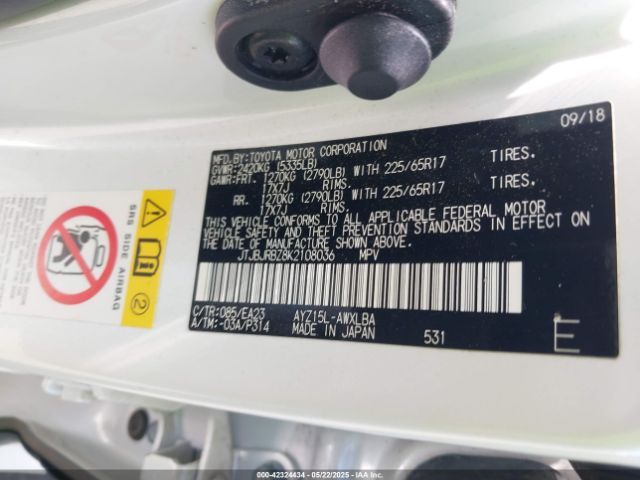 09/18
MFD. BY: TOYOTA MOTOR CORPORATION
GVWR: 2420KG (5335LB)
GAWR: FRT. 1270KG (2790LB) WITH 225/65R17 TIRES.
17X7J RIMS.
RR. 1270KG (2790LB) WITH 225/65R17 TIRES.
17X7J RIMS.
THIS VEHICLE CONFORMS TO ALL APPLICABLE FEDERAL MOTOR
VEHICLE SAFETY AND THEFT PREVENTION STANDARDS IN EFFECT ON
THE DATE OF MANUFACTURE SHOWN ABOVE.
JTJBJRBZ8K2108036 MPV
C/TR: 085/EA23 AYZ15L-AWXLBA
A/TM: -03A/P314 MADE IN JAPAN 531
E
SRS SIDE AIRBAG
2
000-42324434 | 05/22/2025 | IAA Inc.